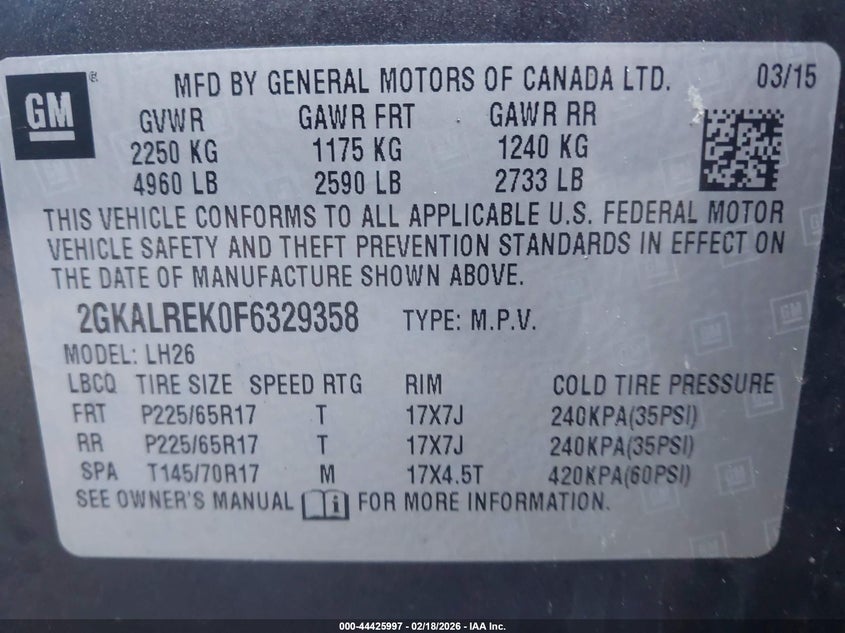 GM® MFD BY GENERAL MOTORS OF CANADA LTD. 03/15
GVWR GAWR FRT GAWR RR
2250 KG 1175 KG 1240 KG
4960 LB 2590 LB 2733 LB
THIS VEHICLE CONFORMS TO ALL APPLICABLE U.S. FEDERAL MOTOR
VEHICLE SAFETY AND THEFT PREVENTION STANDARDS IN EFFECT ON
THE DATE OF MANUFACTURE SHOWN ABOVE.
2GKALREK0F6329358 TYPE: M.P.V.
MODEL: LH26
LBCQ TIRE SIZE SPEED RTG RIM COLD TIRE PRESSURE
FRT P225/65R17 T 17X7J 240KPA(35PSI)
RR P225/65R17 T 17X7J 240KPA(35PSI)
SPA T145/70R17 M 17X4.5T 420KPA(60PSI)
SEE OWNER'S MANUAL i FOR MORE INFORMATION.
000-44425997 - 02/18/2026 - IAA Inc.